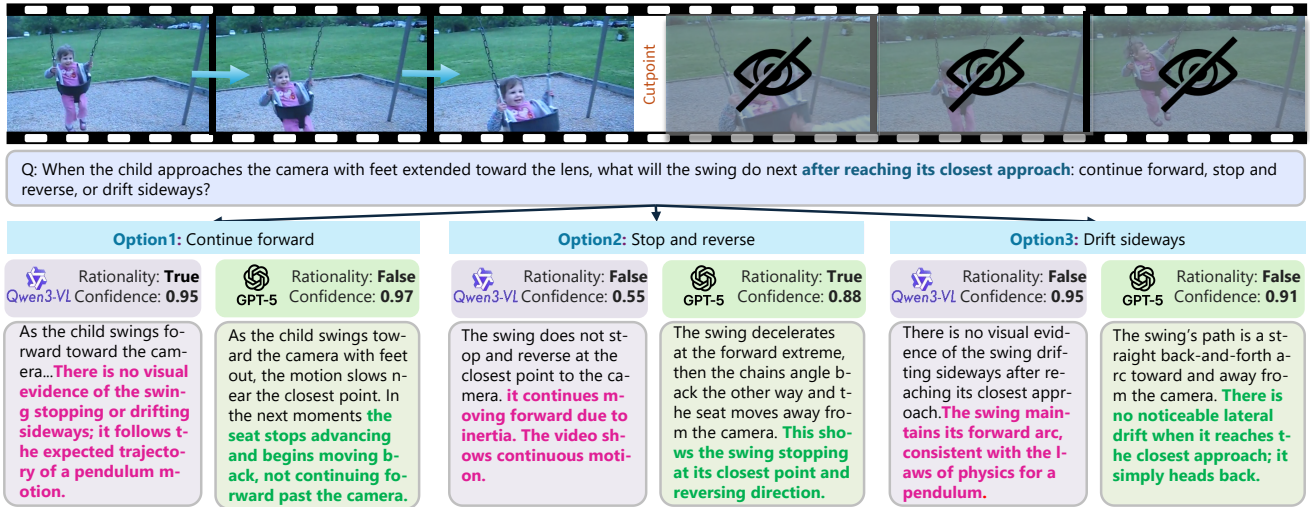 Cutpoint
Q: When the child approaches the camera with feet extended toward the lens, what will the swing do next after reaching its closest approach: continue forward, stop and
reverse, or drift sideways?
Option1: Continue forward
Qwen3-VL
Rationality: True
Confidence: 0.95
GPT-5
Rationality: False
Confidence: 0.97
As the child swings fo-
rward toward the cam-
era...There is no visual
evidence of the swin-
g stopping or drifting
sideways; it follows t-
he expected trajecto-
ry of a pendulum m-
otion.
As the child swings tow-
ard the camera with feet
out, the motion slows n-
ear the closest point. In
the next moments the
seat stops advancing
and begins moving b-
ack, not continuing fo-
rward past the camera.
Option2: Stop and reverse
Qwen3-VL
Rationality: False
Confidence: 0.55
GPT-5
Rationality: True
Confidence: 0.88
The swing does not st-
op and reverse at the
closest point to the ca-
mera. it continues m-
oving forward due to
inertia. The video sh-
ows continuous moti-
on.
The swing decelerates
at the forward extreme,
then the chains angle b-
ack the other way and t-
he seat moves away fro-
m the camera. This sho-
ws the swing stopping
at its closest point and
reversing direction.
Option3: Drift sideways
Qwen3-VL
Rationality: False
Confidence: 0.95
GPT-5
Rationality: False
Confidence: 0.91
There is no visual evid-
ence of the swing drif-
ting sideways after re-
aching its closest appr-
oach.The swing main-
tains its forward arc,
consistent with the l-
aws of physics for a
pendulum.
The swing's path is a st-
raight back-and-forth a-
rc toward and away fro-
m the camera. There is
no noticeable lateral
drift when it reaches t-
he closest approach; it
simply heads back.